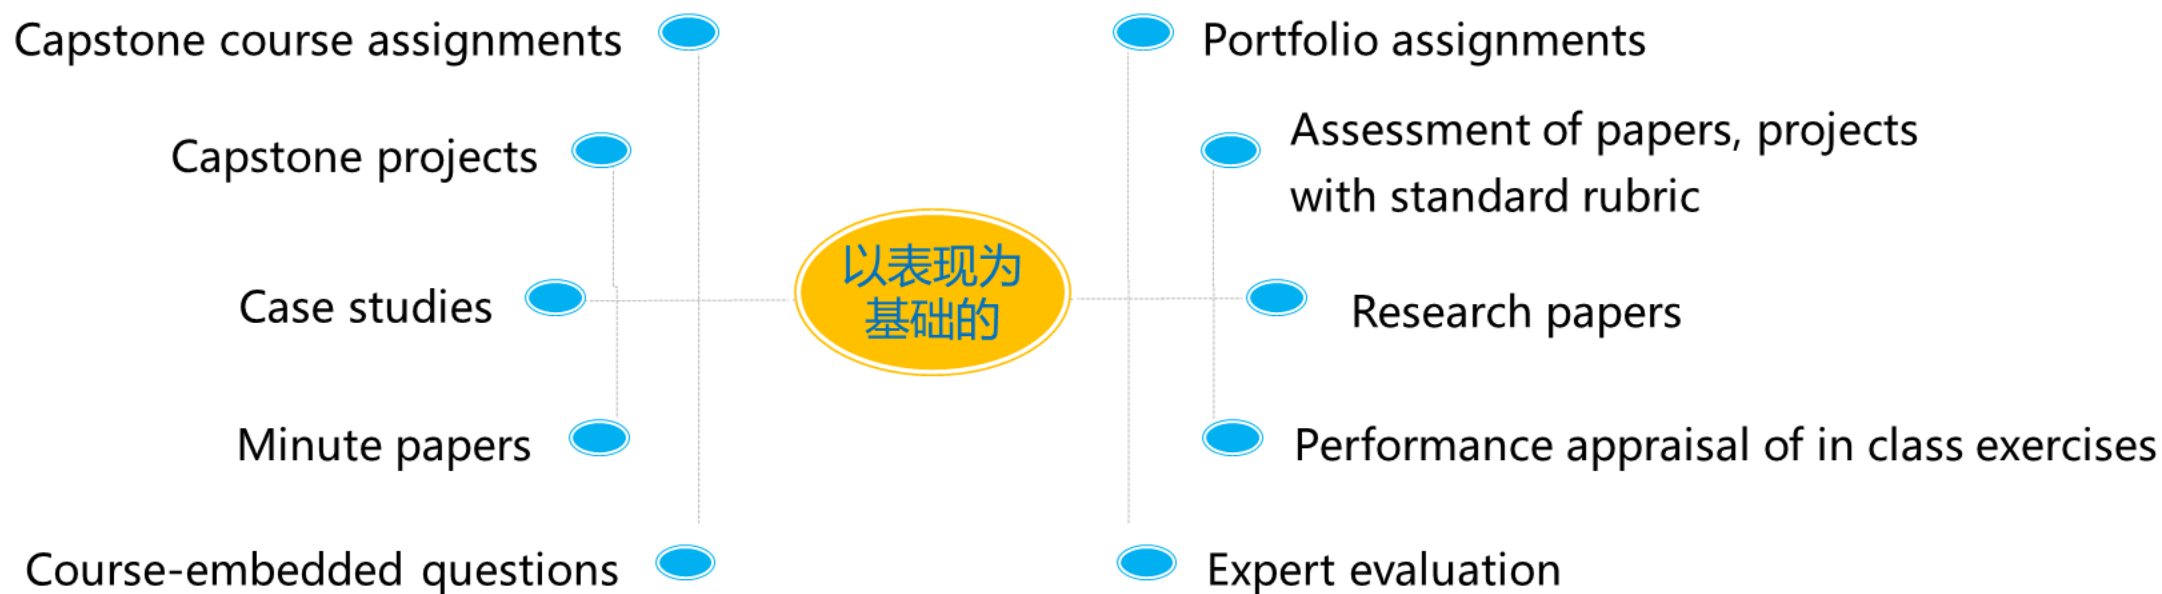 Capstone course assignments
Capstone projects
Case studies
Minute papers
Course-embedded questions
以表现为
基础的
Portfolio assignments
Assessment of papers, projects
with standard rubric
Research papers
Performance appraisal of in class exercises
Expert evaluation